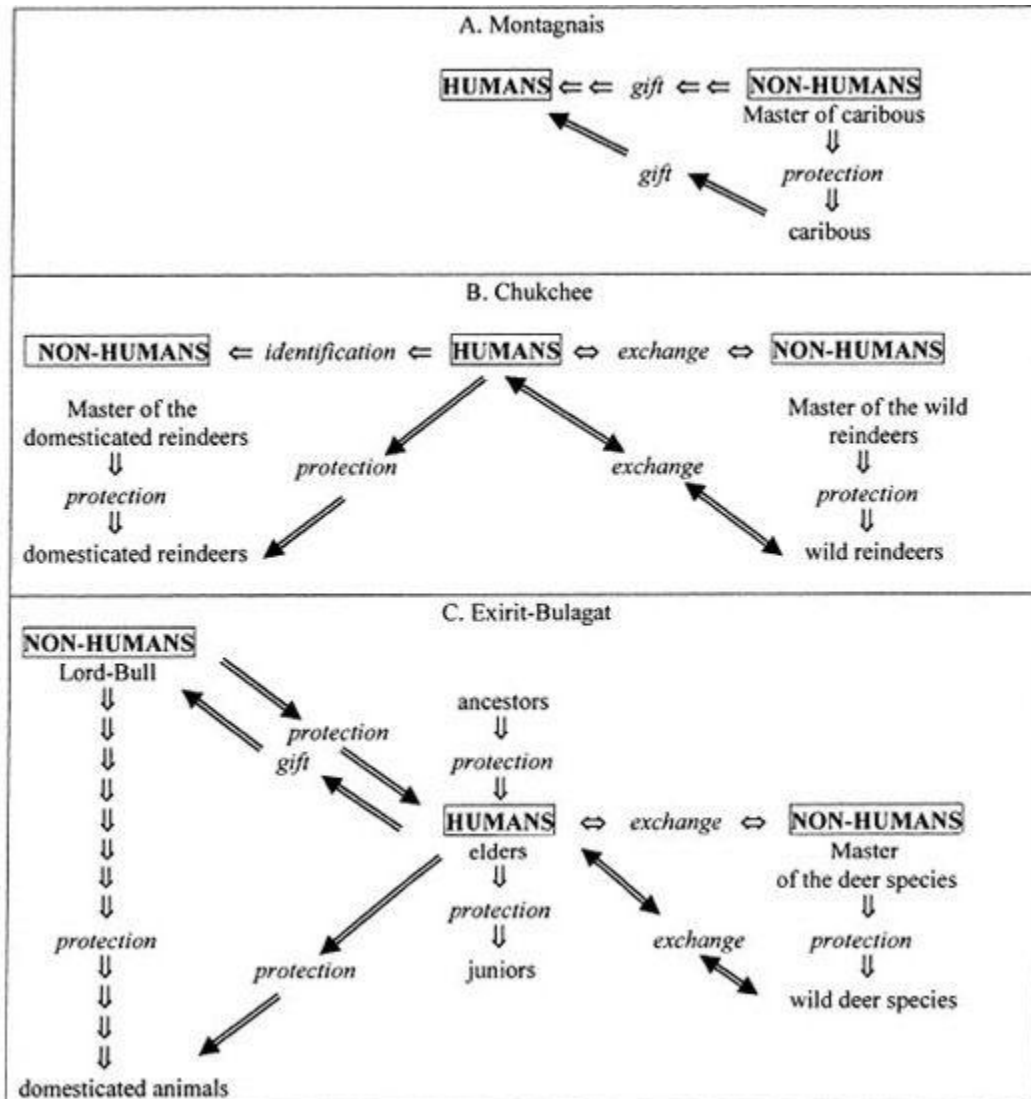 A. Montagnais
HUMANS ⇐ ⇐ gift ⇐ ⇐ NON-HUMANS
Master of caribous
⇓
gift protection
⇓
caribous
B. Chukchee
NON-HUMANS ⇐ identification ⇐ HUMANS ⇔ exchange ⇔ NON-HUMANS
Master of the domesticated reindeers
Master of the wild reindeers
⇓ ⇓
protection protection exchange protection
⇓ ⇓
domesticated reindeers wild reindeers
C. Exirit-Bulagat
NON-HUMANS
Lord-Bull
ancestors
⇓
protection
gift
protection
⇓
HUMANS ⇔ exchange ⇔ NON-HUMANS
elders Master
of the deer species
⇓
protection
⇓
juniors
protection
protection
exchange
protection
wild deer species
domesticated animals